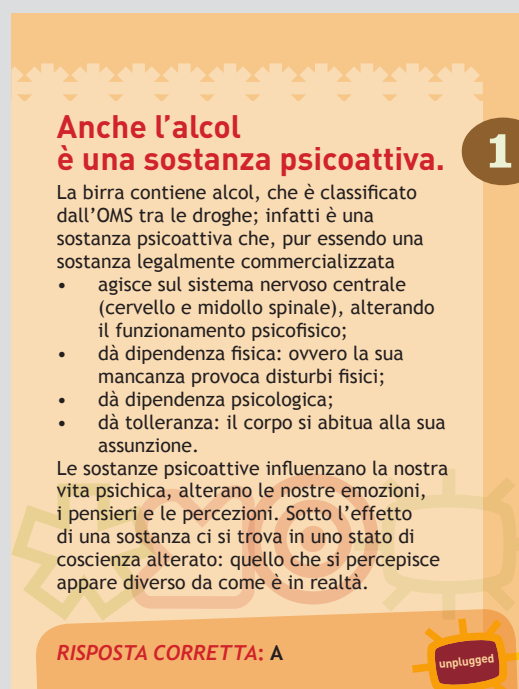 Anche l’alcol
è una sostanza psicoattiva.
1
La birra contiene alcol, che è classificato
dall’OMS tra le droghe; infatti è una
sostanza psicoattiva che, pur essendo una
sostanza legalmente commercializzata
• agisce sul sistema nervoso centrale
(cervello e midollo spinale), alterando
il funzionamento psicofisico;
• dà dipendenza fisica: ovvero la sua
mancanza provoca disturbi fisici;
• dà dipendenza psicologica;
• dà tolleranza: il corpo si abitua alla sua
assunzione.
Le sostanze psicoattive influenzano la nostra
vita psichica, alterano le nostre emozioni,
i pensieri e le percezioni. Sotto l’effetto
di una sostanza ci si trova in uno stato di
coscienza alterato: quello che si percepisce
appare diverso da come è in realtà.
RISPOSTA CORRETTA: A
unplugged